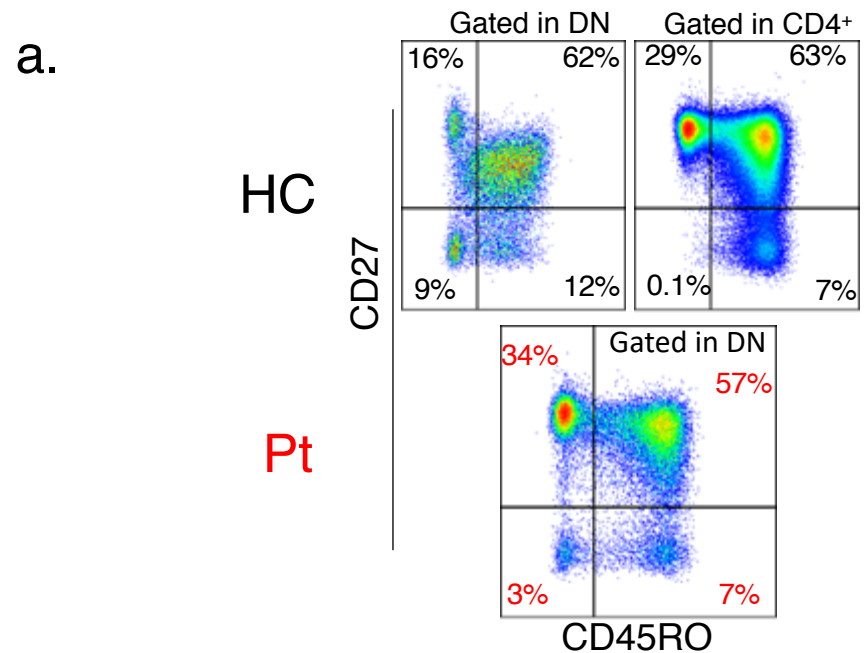 a.
Gated in DN
Gated in CD4⁺
16%
62%
29%
63%
HC
9%
12%
0.1%
7%
CD27
Gated in DN
34%
57%
Pt
3%
7%
CD45RO